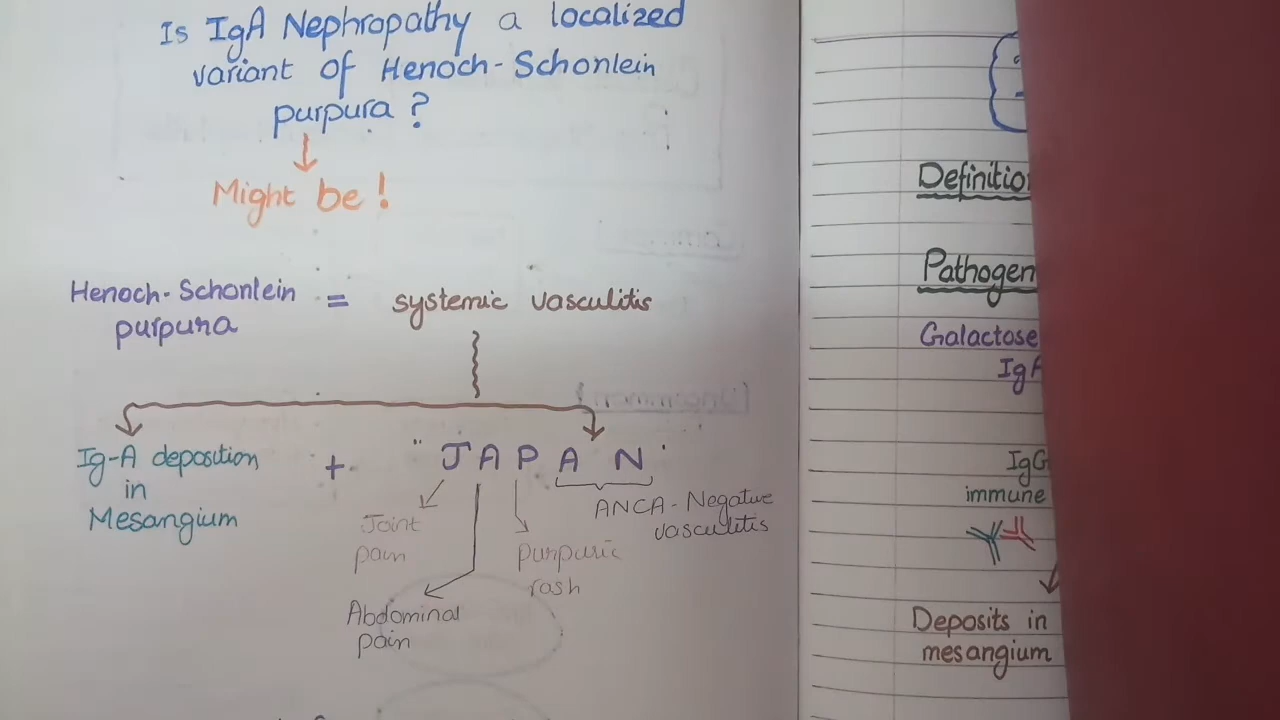 Is IgA Nephropathy a localized
variant of Henoch-Schonlein
purpura ?
Might be !
Henoch-Schonlein = systemic vasculitis
purpura
Ig-A deposition
in
Mesangium
+
"JAPAN"
Joint
pain
Abdominal
pain
Purpuric
rash
ANCA-Negative
vasculitis
Definitio
Pathogen
Galactose
IgA
IgG
immune
Deposits in
mesangium